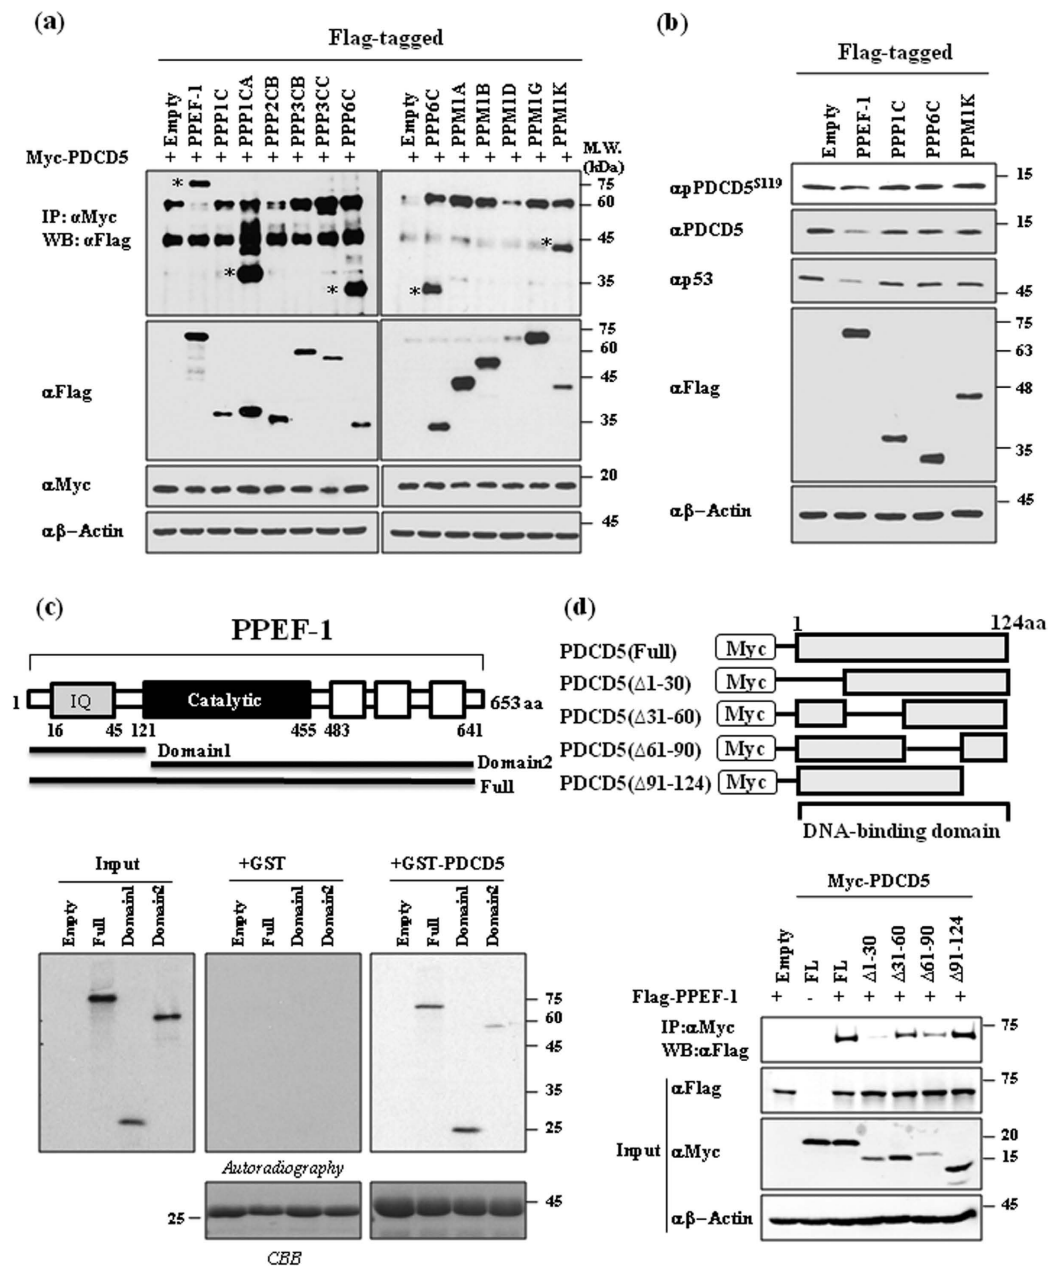 (a)
Flag-tagged
Empty PPEF-1 PPP1C PPP1CA PPP2CB PPP3CB PPP3CC PPP6C
Empty PPP6C PPM1A PPM1B PPM1D PPM1G PPM1K
Myc-PDCD5 + + + + + + + + + + + + + + +
M.W.
(kDa)
IP: αMyc
WB: αFlag
*
*
*
*
*
75
60
45
35
αFlag
75
60
45
35
αMyc
20
αβ–Actin
45
(b)
Flag-tagged
Empty PPEF-1 PPP1C PPP6C PPM1K
αpPDCD5S119
15
αPDCD5
15
αp53
45
αFlag
75
63
48
35
αβ–Actin
45
(c)
PPEF-1
1 IQ Catalytic 653 aa
16 45 121 455 483 641
Domain1
Domain2
Full
Input +GST +GST-PDCD5
Empty Full Domain1 Domain2
Empty Full Domain1 Domain2
Empty Full Domain1 Domain2
75
60
45
35
25
Autoradiography
25
45
CBB
(d)
1 124aa
PDCD5(Full) Myc
PDCD5(Δ1-30) Myc
PDCD5(Δ31-60) Myc
PDCD5(Δ61-90) Myc
PDCD5(Δ91-124) Myc
DNA-binding domain
Myc-PDCD5
Empty FL FL Δ1-30 Δ31-60 Δ61-90 Δ91-124
Flag-PPEF-1 + - + + + + +
IP:αMyc
WB:αFlag
75
Input
αFlag
75
αMyc
20
15
αβ–Actin
45